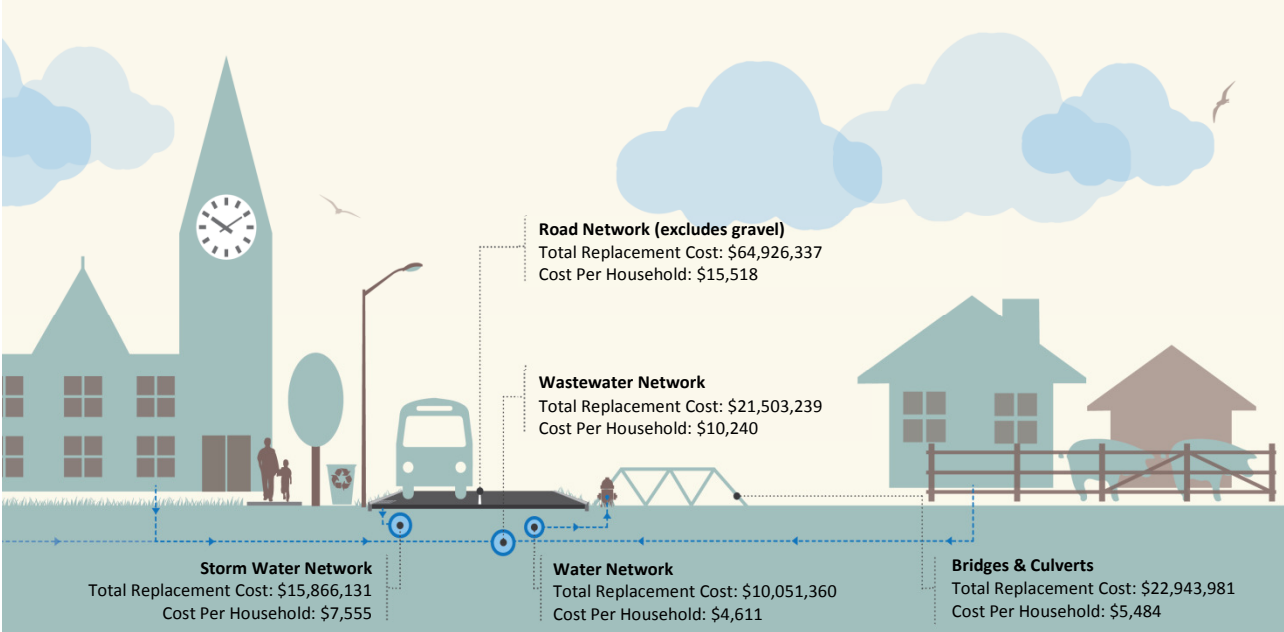 Road Network (excludes gravel)
Total Replacement Cost: $64,926,337
Cost Per Household: $15,518
Wastewater Network
Total Replacement Cost: $21,503,239
Cost Per Household: $10,240
Storm Water Network
Total Replacement Cost: $15,866,131
Cost Per Household: $7,555
Water Network
Total Replacement Cost: $10,051,360
Cost Per Household: $4,611
Bridges & Culverts
Total Replacement Cost: $22,943,981
Cost Per Household: $5,484